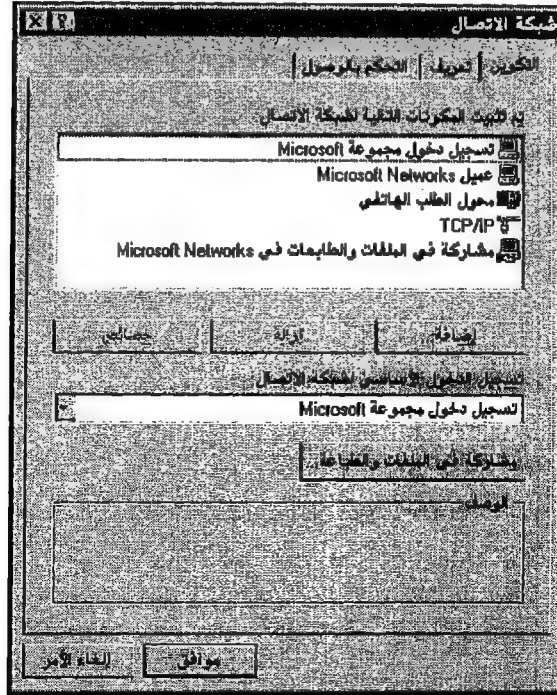 شبكة الاتصال
التكوين تعريف التحكم بالوصول
تم تثبيت المكونات التالية لشبكة الاتصال
تسجيل دخول مجموعة Microsoft
عميل Microsoft Networks
محول الطلب الهاتفي
TCP/IP
مشاركة في الملفات والطابعات في Microsoft Networks
إضافة إزالة خصائص
تسجيل الدخول الأساسي لشبكة الاتصال
تسجيل دخول مجموعة Microsoft
مشاركة في الملفات والطباعة
الوصف
موافق إلغاء الأمر